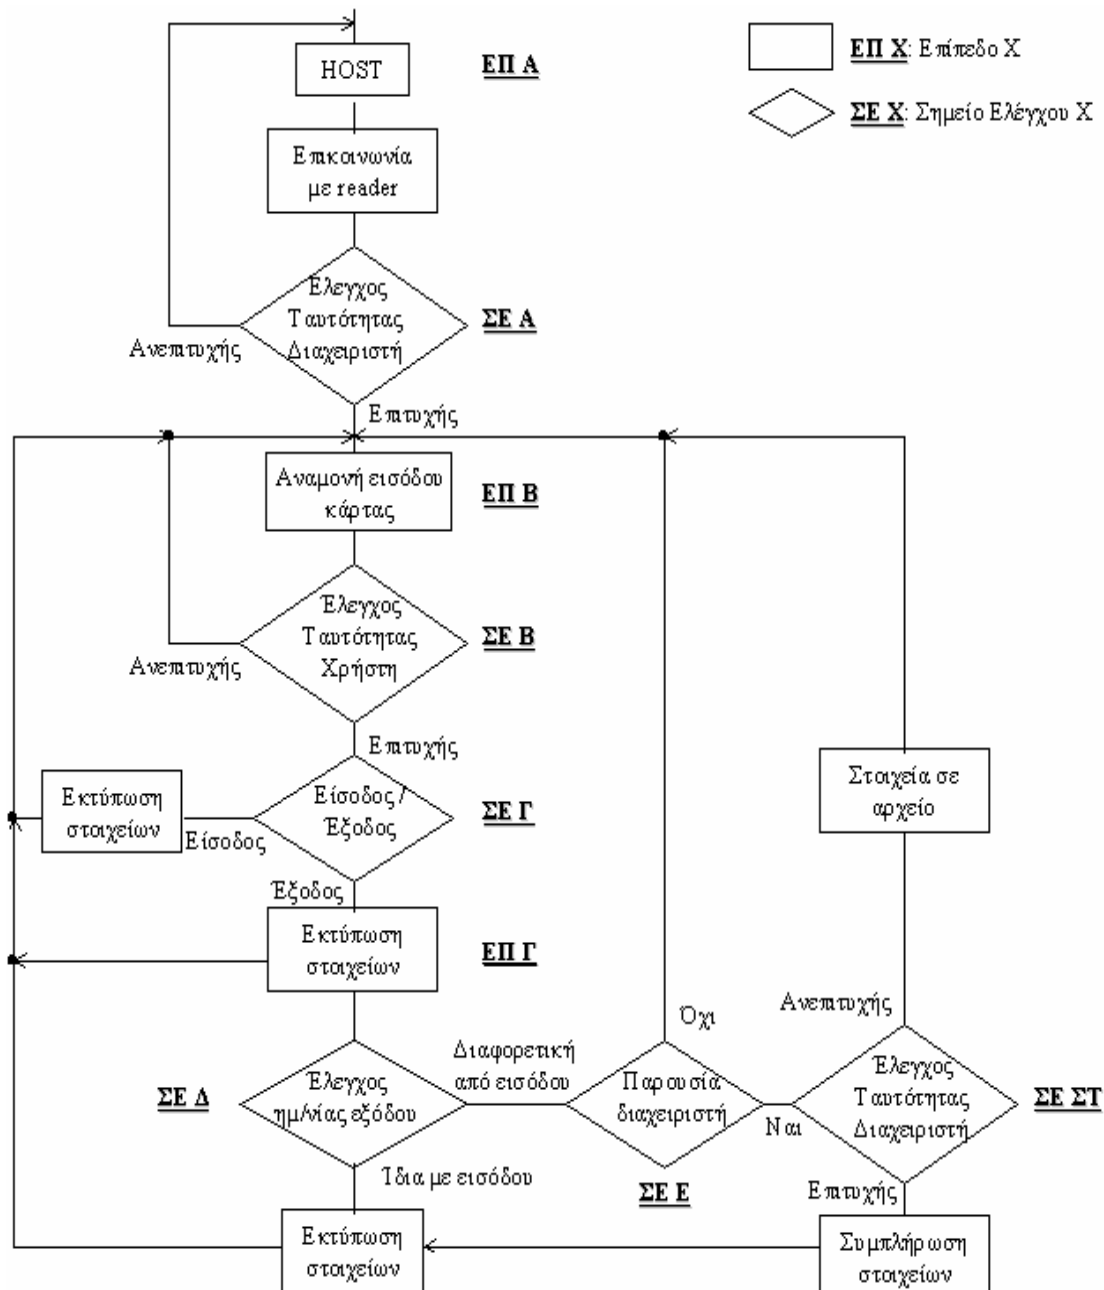 HOST
ΕΠ Α
ΕΠ Χ: Επίπεδο Χ
ΣΕ Χ: Σημείο Ελέγχου Χ
Επικοινωνία
με reader
Έλεγχος
Ταυτότητας
Διαχειριστή
ΣΕ Α
Ανεπιτυχής
Επιτυχής
Αναμονή εισόδου
κάρτας
ΕΠ Β
Έλεγχος
Ταυτότητας
Χρήστη
ΣΕ Β
Ανεπιτυχής
Επιτυχής
Εκτύπωση
στοιχείων
Είσοδος
Είσοδος /
Έξοδος
ΣΕ Γ
Στοιχεία σε
αρχείο
Έξοδος
Εκτύπωση
στοιχείων
ΕΠ Γ
Όχι
Ανεπιτυχής
ΣΕ Δ
Έλεγχος
ημ/νίας εξόδου
Διαφορετική
από εισόδου
Παρουσία
διαχειριστή
Ναι
Έλεγχος
Ταυτότητας
Διαχειριστή
ΣΕ ΣΤ
Ίδια με εισόδου
ΣΕ Ε
Επιτυχής
Εκτύπωση
στοιχείων
Συμπλήρωση
στοιχείων